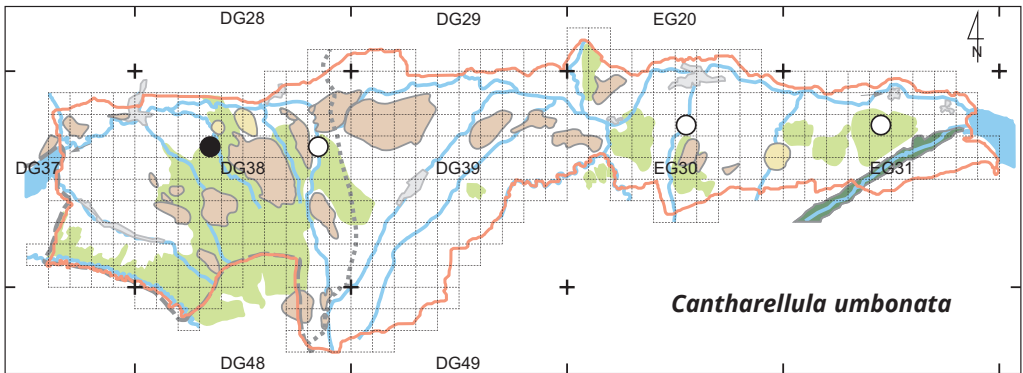 DG28 DG29 EG20
N
DG37 DG38 DG39 EG30 EG31
Cantharellula umbonata
DG48 DG49